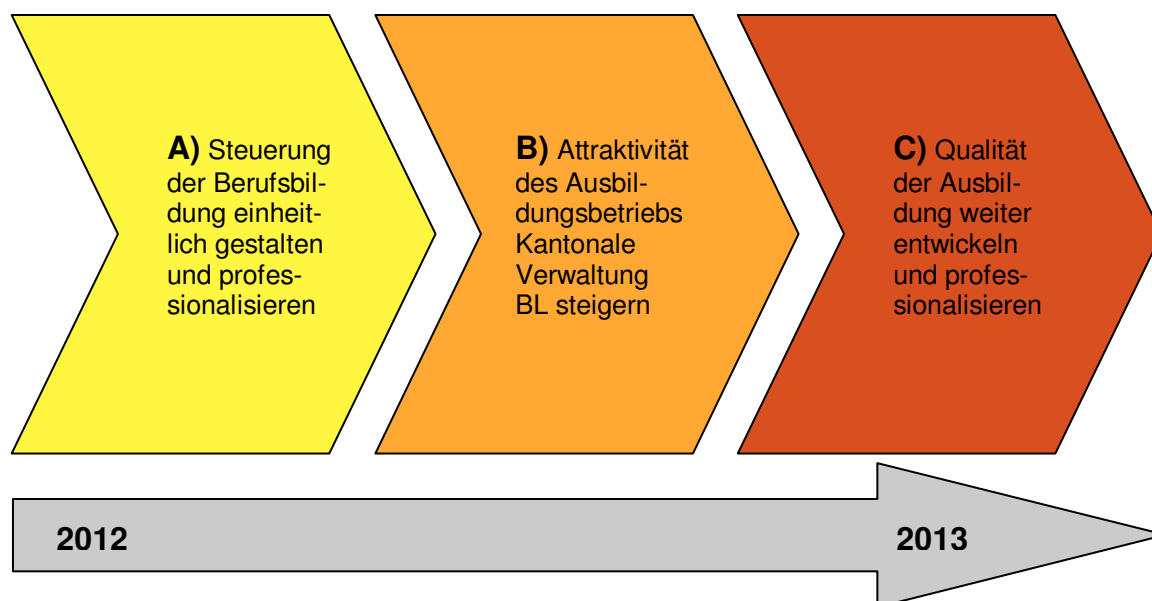 A) Steuerung
der Berufsbil-
dung einheit-
lich gestalten
und profes-
sionalisieren
B) Attraktivität
des Ausbil-
dungsbetriebs
Kantonale
Verwaltung
BL steigern
C) Qualität
der Ausbil-
dung weiter
entwickeln
und profes-
sionalisieren
2012
2013